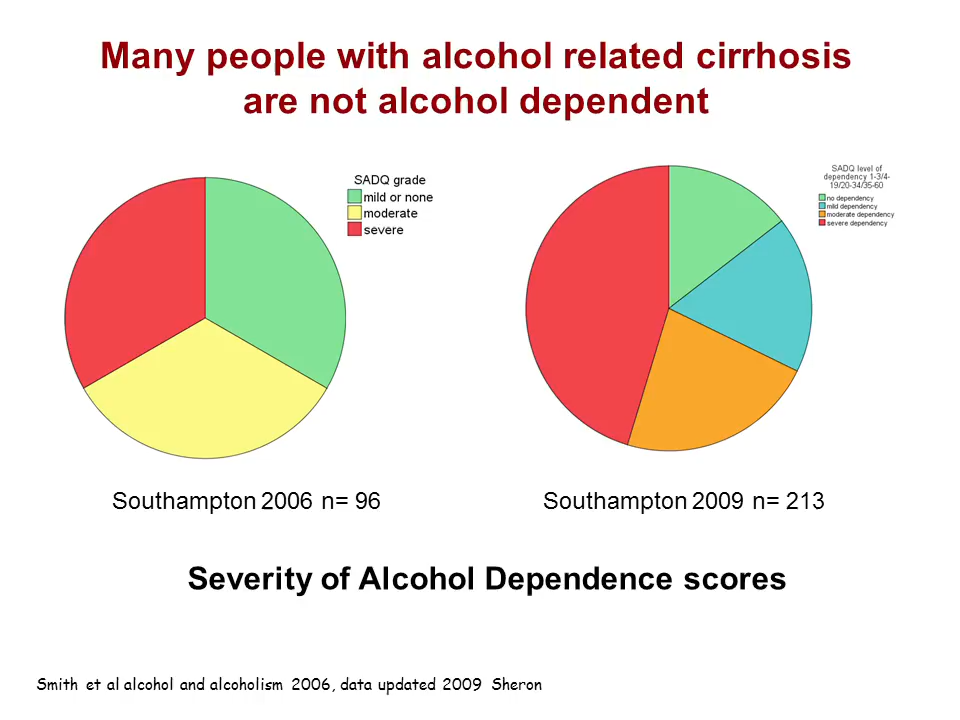 Many people with alcohol related cirrhosis
are not alcohol dependent
SADQ grade
mild or none
moderate
severe
SADQ level of
dependency 1-3/4-
19/20-34/35-60
no dependency
mild dependency
moderate dependency
severe dependency
Southampton 2006 n= 96
Southampton 2009 n= 213
Severity of Alcohol Dependence scores
Smith et al alcohol and alcoholism 2006, data updated 2009 Sheron